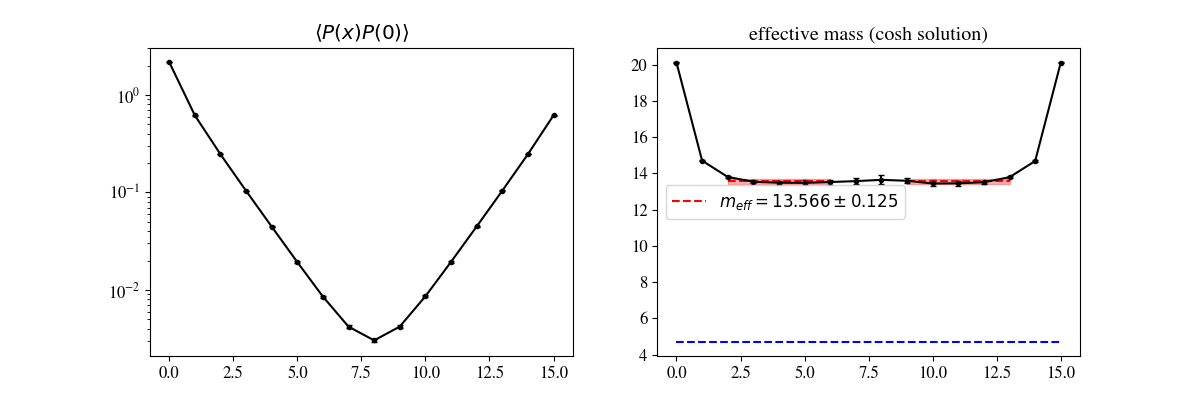 ⟨P(x)P(0)⟩
10⁰
10⁻¹
10⁻²
0.0 2.5 5.0 7.5 10.0 12.5 15.0
effective mass (cosh solution)
20
18
16
14
12
10
8
6
4
m_eff = 13.566 ± 0.125
0.0 2.5 5.0 7.5 10.0 12.5 15.0